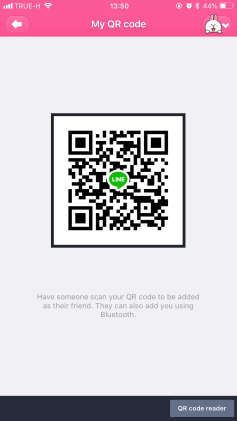 TRUE-H 13:50 44%
My QR code
LINE
Have someone scan your QR code to be added
as their friend. They can also add you using
Bluetooth.
QR code reader